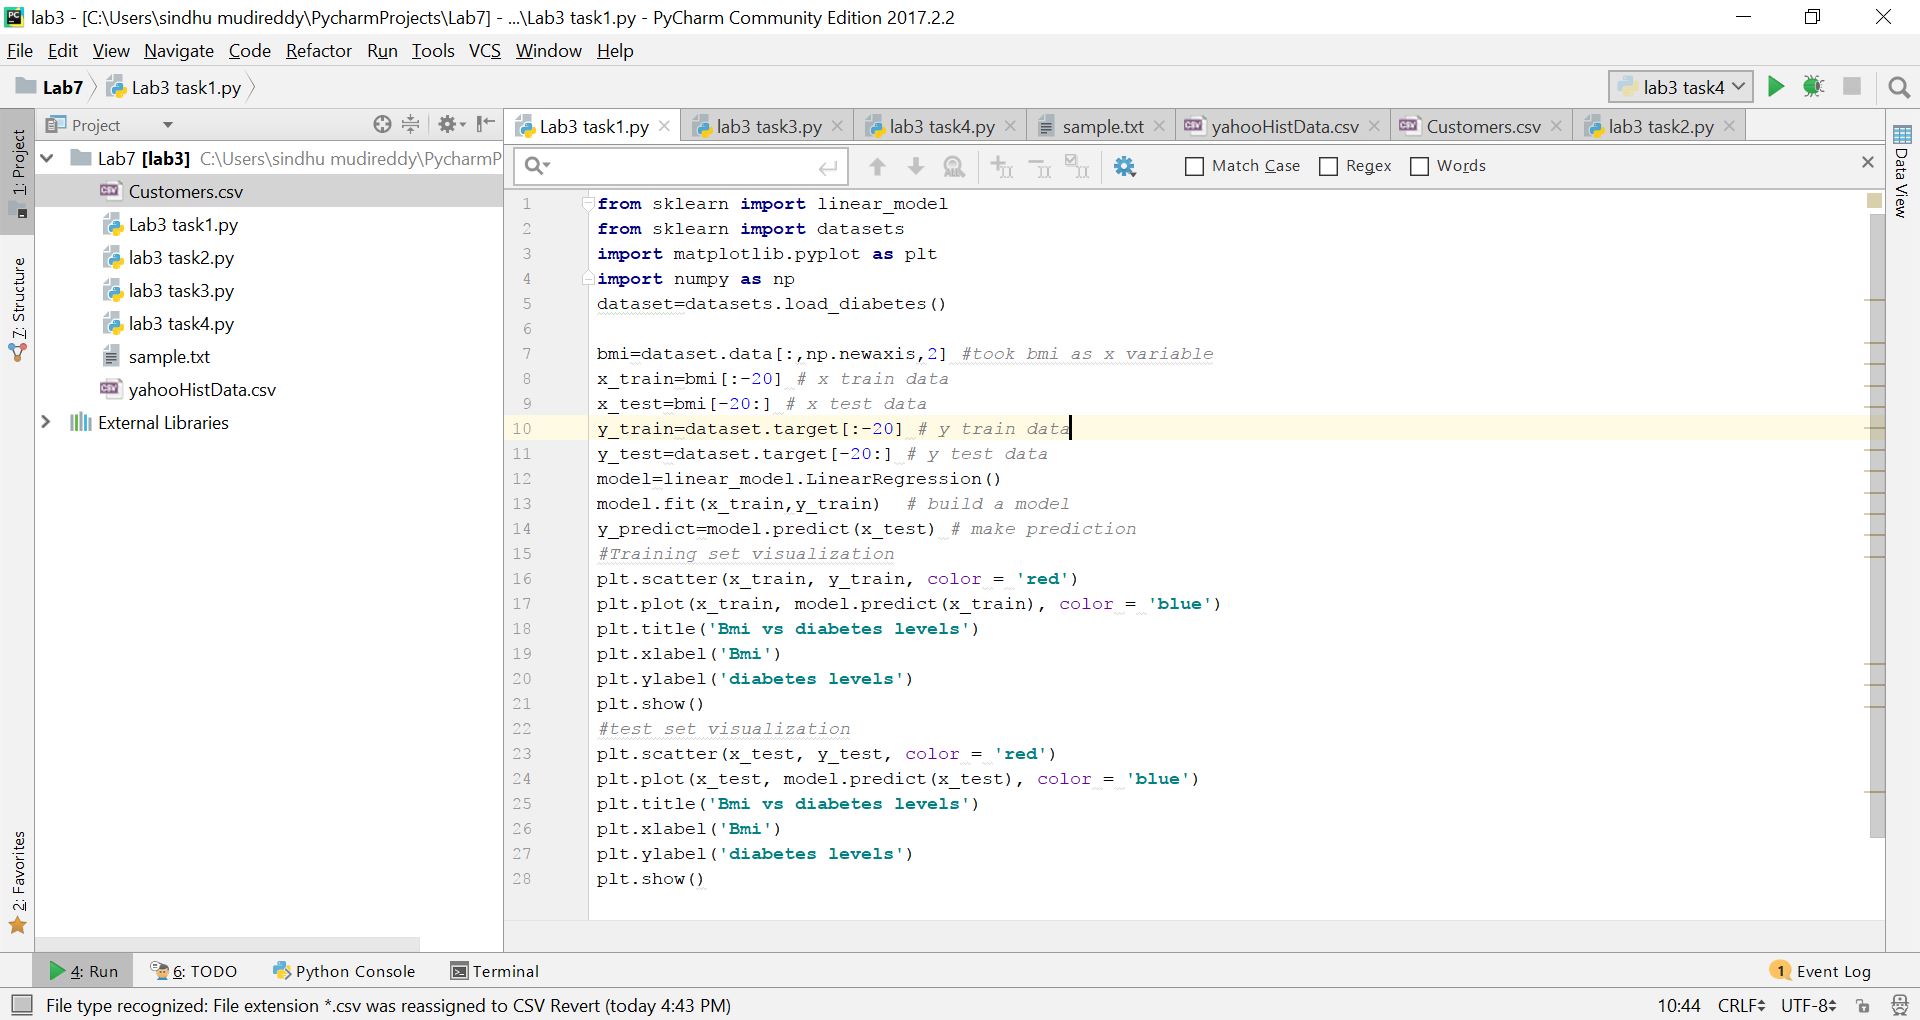 lab3 - [C:\Users\sindhu mudireddy\PycharmProjects\Lab7] - ...\Lab3 task1.py - PyCharm Community Edition 2017.2.2
File Edit View Navigate Code Refactor Run Tools VCS Window Help
Lab7 Lab3 task1.py lab3 task4
Project
Lab3 task1.py lab3 task3.py lab3 task4.py sample.txt yahooHistData.csv Customers.csv lab3 task2.py
Match Case Regex Words
1: Project
7: Structure
2: Favorites
Data View
Lab7 [lab3] C:\Users\sindhu mudireddy\PycharmP
Customers.csv
Lab3 task1.py
lab3 task2.py
lab3 task3.py
lab3 task4.py
sample.txt
yahooHistData.csv
External Libraries
1 from sklearn import linear_model
2 from sklearn import datasets
3 import matplotlib.pyplot as plt
4 import numpy as np
5 dataset=datasets.load_diabetes()
6
7 bmi=dataset.data[:,np.newaxis,2] #took bmi as x variable
8 x_train=bmi[:-20] # x train data
9 x_test=bmi[-20:] # x test data
10 y_train=dataset.target[:-20] # y train data
11 y_test=dataset.target[-20:] # y test data
12 model=linear_model.LinearRegression()
13 model.fit(x_train,y_train)  # build a model
14 y_predict=model.predict(x_test) # make prediction
15 #Training set visualization
16 plt.scatter(x_train, y_train, color = 'red')
17 plt.plot(x_train, model.predict(x_train), color = 'blue')
18 plt.title('Bmi vs diabetes levels')
19 plt.xlabel('Bmi')
20 plt.ylabel('diabetes levels')
21 plt.show()
22 #test set visualization
23 plt.scatter(x_test, y_test, color = 'red')
24 plt.plot(x_test, model.predict(x_test), color = 'blue')
25 plt.title('Bmi vs diabetes levels')
26 plt.xlabel('Bmi')
27 plt.ylabel('diabetes levels')
28 plt.show()
4: Run 6: TODO Python Console Terminal 1 Event Log
File type recognized: File extension *.csv was reassigned to CSV Revert (today 4:43 PM) 10:44 CRLF UTF-8